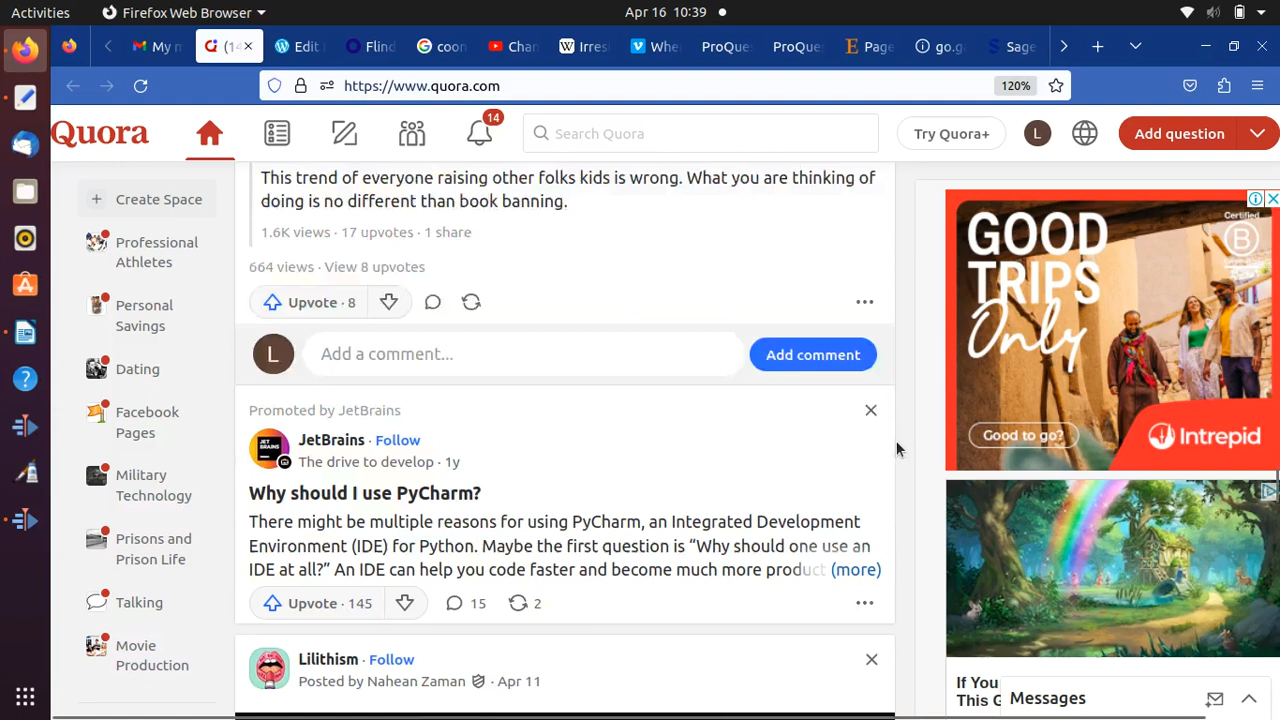 Activities
Firefox Web Browser
Apr 16 10:39
My m
(14
Edit
Flind
coon
Chan
Irres
Whe
ProQues
ProQues
Page
go.g
Sage
https://www.quora.com
120%
Quora
14
Search Quora
Try Quora+
L
Add question
+ Create Space
Professional
Athletes
Personal
Savings
Dating
Facebook
Pages
Military
Technology
Prisons and
Prison Life
Talking
Movie
Production
This trend of everyone raising other folks kids is wrong. What you are thinking of
doing is no different than book banning.
1.6K views · 17 upvotes · 1 share
664 views · View 8 upvotes
Upvote · 8
L
Add a comment...
Add comment
Promoted by JetBrains
JET
BRAINS
JetBrains · Follow
The drive to develop · 1y
Why should I use PyCharm?
There might be multiple reasons for using PyCharm, an Integrated Development
Environment (IDE) for Python. Maybe the first question is “Why should one use an
IDE at all?” An IDE can help you code faster and become much more product (more)
Upvote · 145
15
2
Lilithism · Follow
Posted by Nahean Zaman · Apr 11
GOOD
TRIPS
Only
Certified
B
Good to go?
Intrepid
If You
This G
Messages